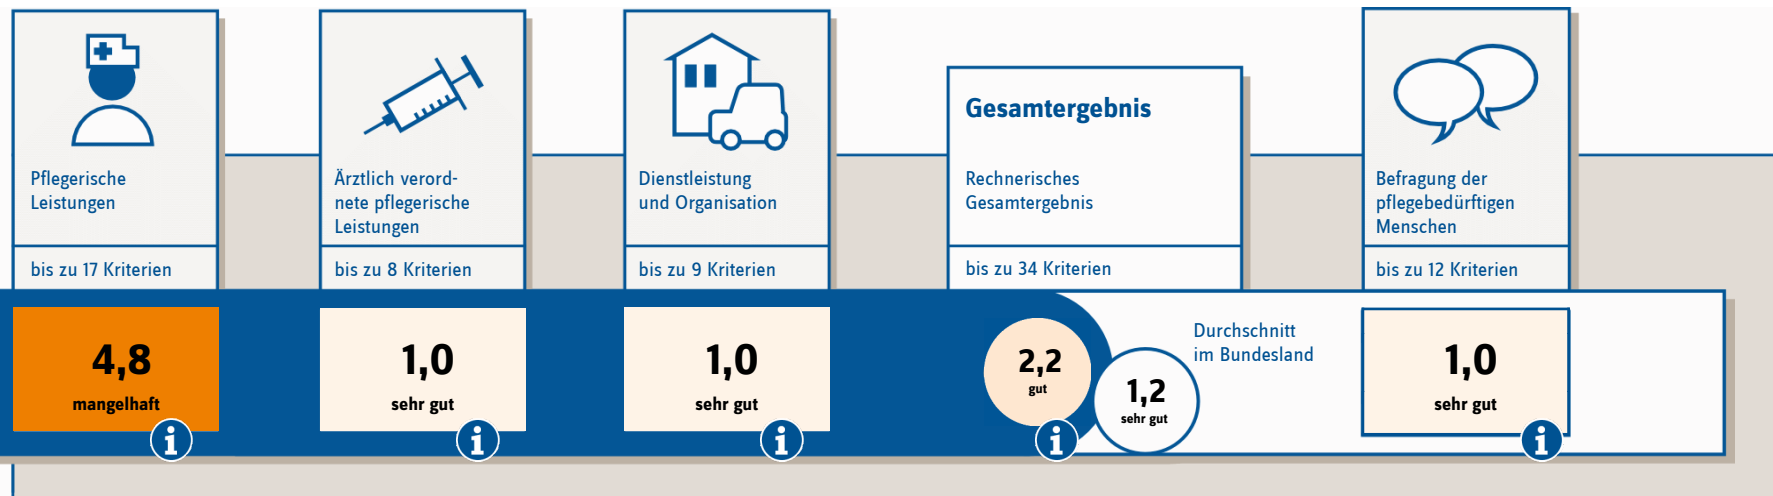 Pflegerische
Leistungen
bis zu 17 Kriterien
4,8
mangelhaft
i
Ärztlich verord-
nete pflegerische
Leistungen
bis zu 8 Kriterien
1,0
sehr gut
i
Dienstleistung
und Organisation
bis zu 9 Kriterien
1,0
sehr gut
i
Gesamtergebnis
Rechnerisches
Gesamtergebnis
bis zu 34 Kriterien
2,2
gut
i
1,2
sehr gut
Durchschnitt
im Bundesland
Befragung der
pflegebedürftigen
Menschen
bis zu 12 Kriterien
1,0
sehr gut
i